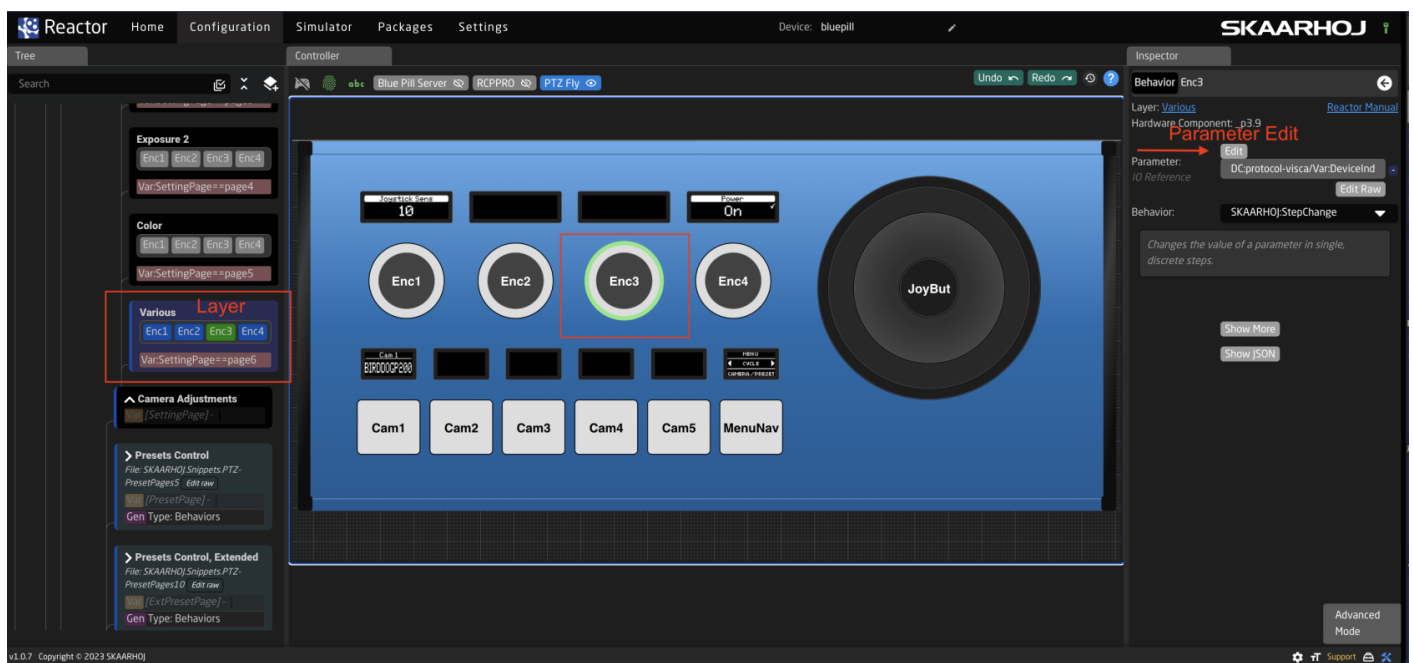 Reactor Home Configuration Simulator Packages Settings Device: bluepill SKAARHOJ
Tree
Search
Exposure 2
Enc1 Enc2 Enc3 Enc4
Var:SettingPage==page4
Color
Enc1 Enc2 Enc3 Enc4
Var:SettingPage==page5
Layer
Various
Enc1 Enc2 Enc3 Enc4
Var:SettingPage==page6
Camera Adjustments
Var [SettingPage] -
Presets Control
File: SKAARHOJ.Snippets.PTZ-
PresetPages5 Edit raw
Var [PresetPage] -
Gen Type: Behaviors
Presets Control, Extended
File: SKAARHOJ.Snippets.PTZ-
PresetPages10 Edit raw
Var [ExtPresetPage] -
Gen Type: Behaviors
Controller
abc Blue Pill Server RCPPRO PTZ Fly Undo Redo ?
Joystick Sens Power
10 On
Enc1 Enc2 Enc3 Enc4 JoyBut
Cam 1 MENU
BIRDDOGP200 CYCLE
CAMERA/PRESET
Cam1 Cam2 Cam3 Cam4 Cam5 MenuNav
Inspector
Behavior Enc3
Layer: Various Reactor Manual
Hardware Component: _p3.9
Parameter Edit
Edit
Parameter: DC:protocol-visca/Var:DeviceInd -
IO Reference
Edit Raw
Behavior: SKAARHOJ:StepChange
Changes the value of a parameter in single,
discrete steps.
Show More
Show JSON
Advanced
Mode
v1.0.7 Copyright © 2023 SKAARHOJ Support